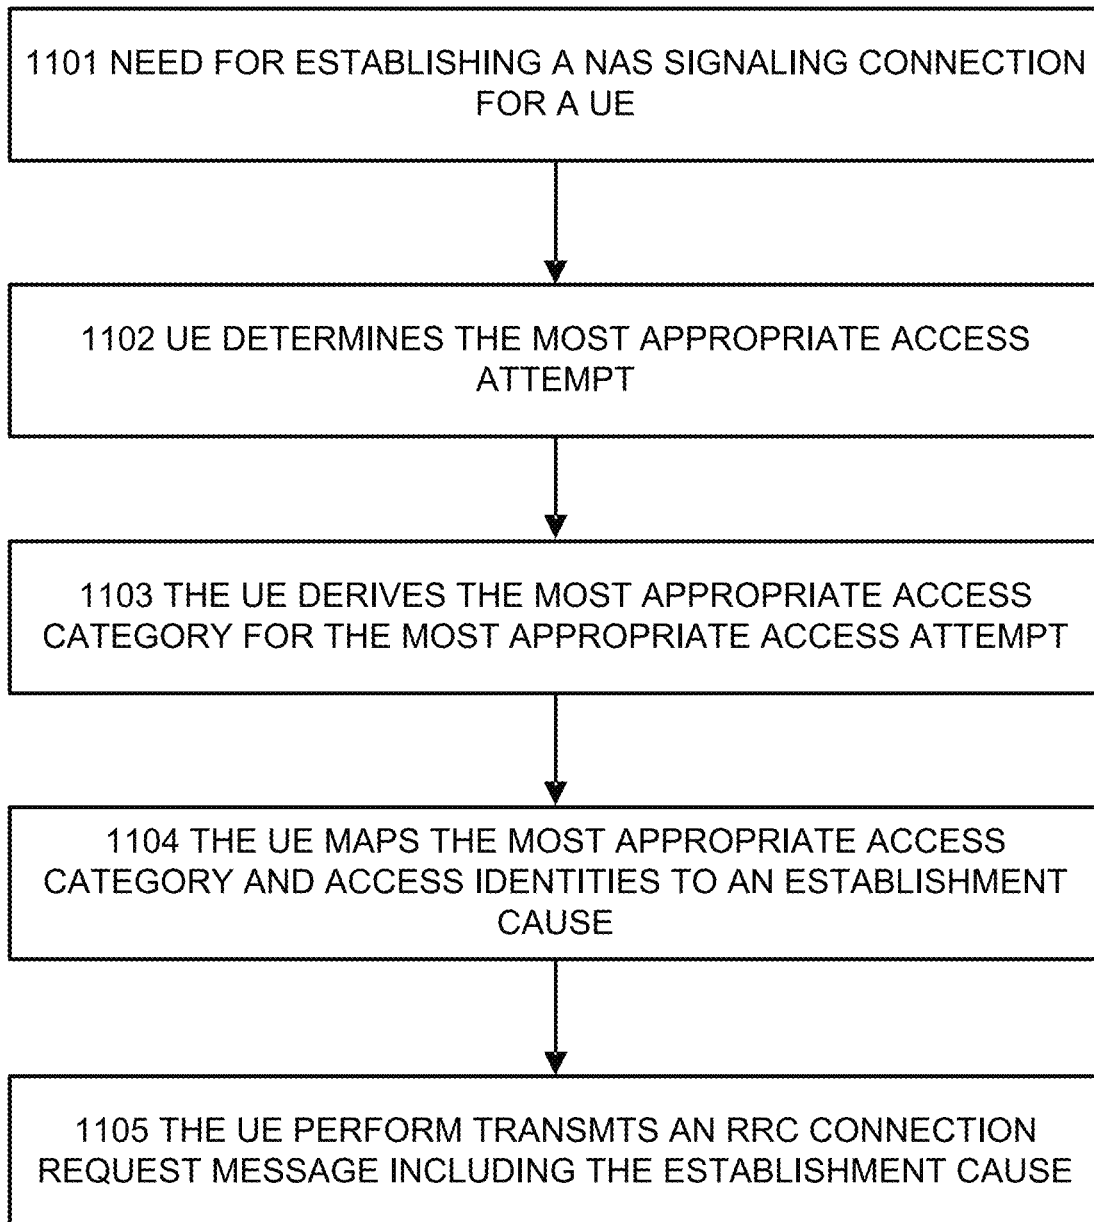 1101 NEED FOR ESTABLISHING A NAS SIGNALING CONNECTION
FOR A UE
1102 UE DETERMINES THE MOST APPROPRIATE ACCESS
ATTEMPT
1103 THE UE DERIVES THE MOST APPROPRIATE ACCESS
CATEGORY FOR THE MOST APPROPRIATE ACCESS ATTEMPT
1104 THE UE MAPS THE MOST APPROPRIATE ACCESS
CATEGORY AND ACCESS IDENTITIES TO AN ESTABLISHMENT
CAUSE
1105 THE UE PERFORM TRANSMTS AN RRC CONNECTION
REQUEST MESSAGE INCLUDING THE ESTABLISHMENT CAUSE